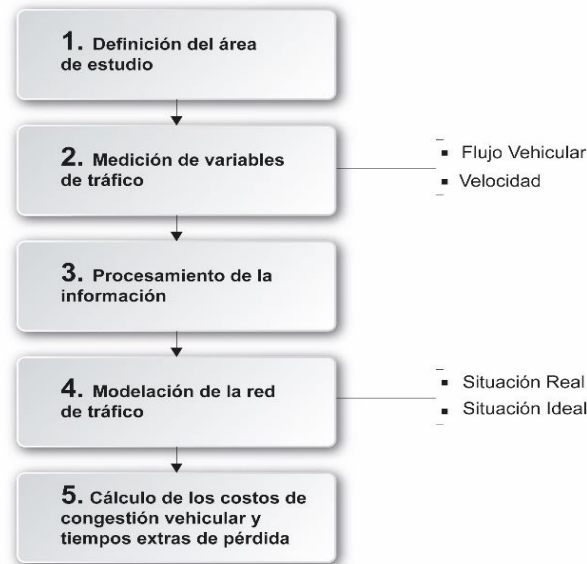 1. Definición del área
de estudio
2. Medición de variables
de tráfico
▪ Flujo Vehicular
▪ Velocidad
3. Procesamiento de la
información
4. Modelación de la red
de tráfico
▪ Situación Real
▪ Situación Ideal
5. Cálculo de los costos de
congestión vehicular y
tiempos extras de pérdida